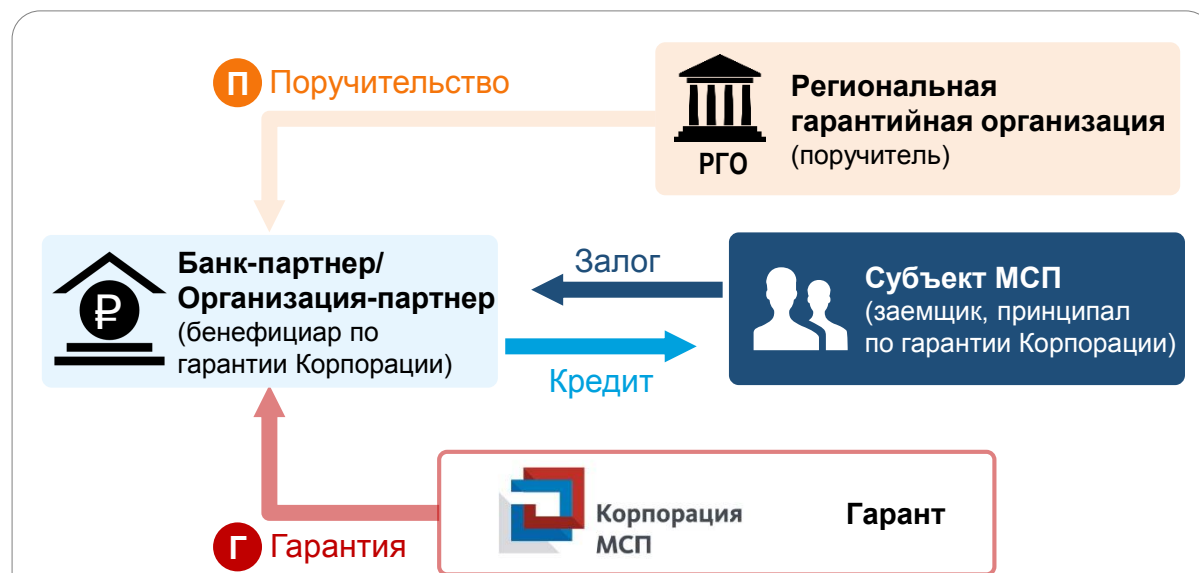 П Поручительство
Региональная
гарантийная организация
(поручитель)
РГО
Банк-партнер/
Организация-партнер
(бенефициар по
гарантии Корпорации)
₽
Залог
Кредит
Субъект МСП
(заемщик, принципал
по гарантии Корпорации)
Г Гарантия
Корпорация
МСП
Гарант